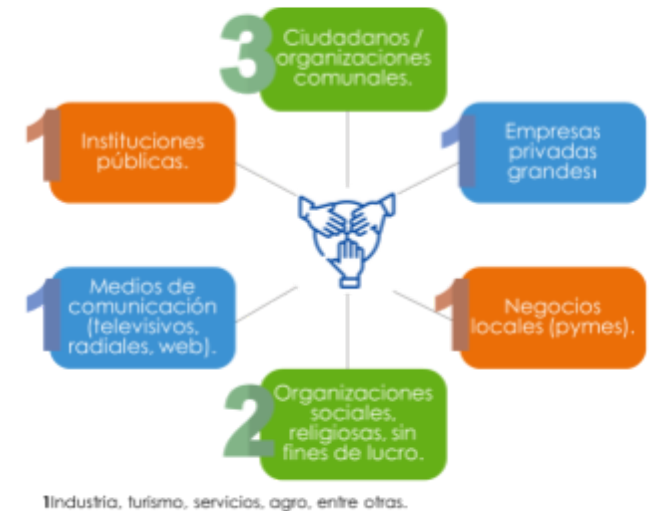 3
Ciudadanos /
organizaciones
comunales.
1
Instituciones
públicas.
1
Empresas
privadas
grandes1
1
Medios de
comunicación
(televisivos,
radiales, web).
1
Negocios
locales (pymes).
2
Organizaciones
sociales,
religiosas, sin
fines de lucro.
1Industria, turismo, servicios, agro, entre otras.